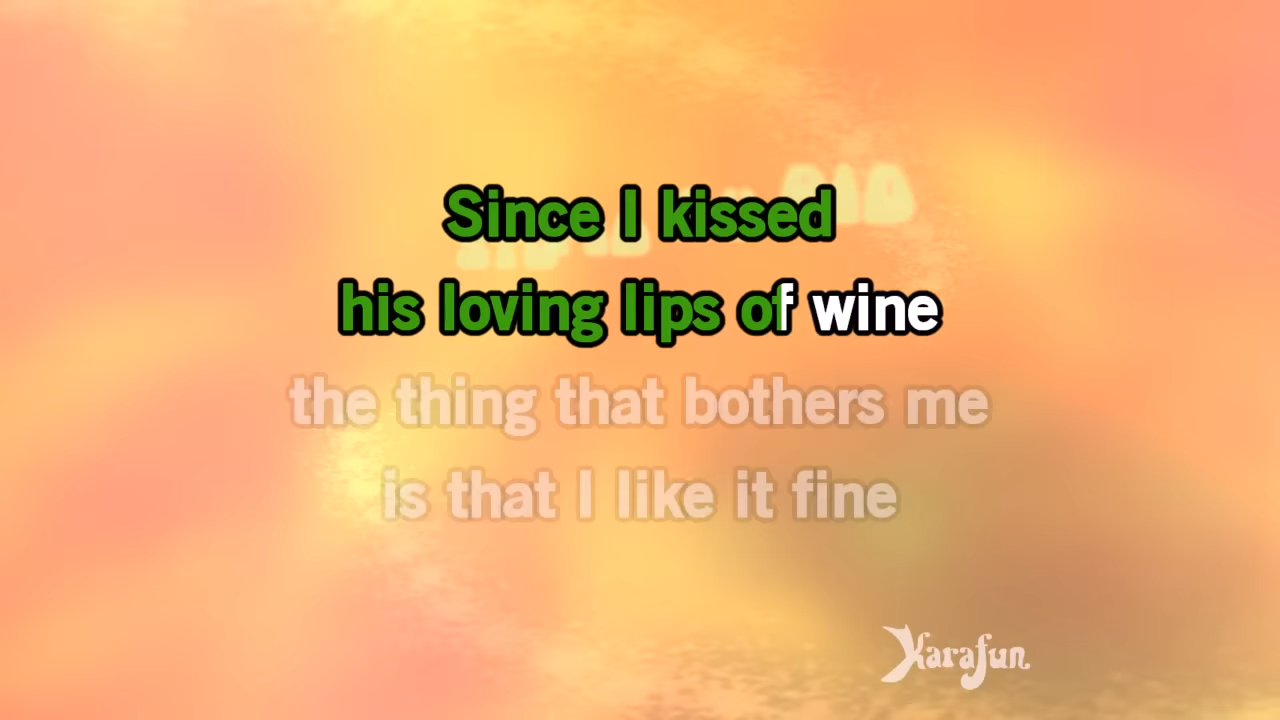 Since I kissed
his loving lips of wine
the thing that bothers me
is that I like it fine
Karafun